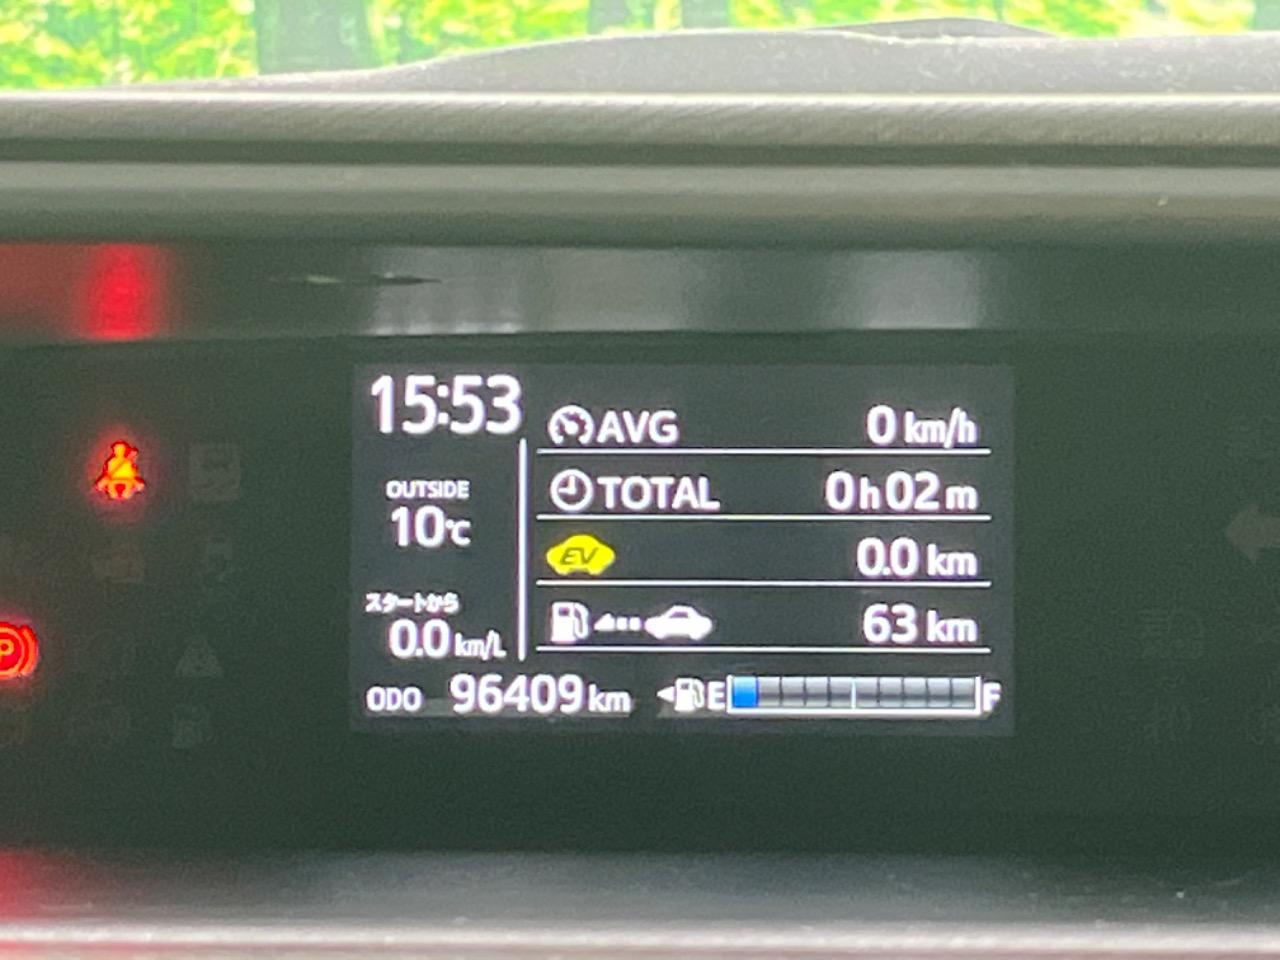 15:53
OUTSIDE
10℃
スタートから
0.0 km/L
AVG 0 km/h
TOTAL 0h02m
EV 0.0 km
63 km
ODO 96409 km
E F
P